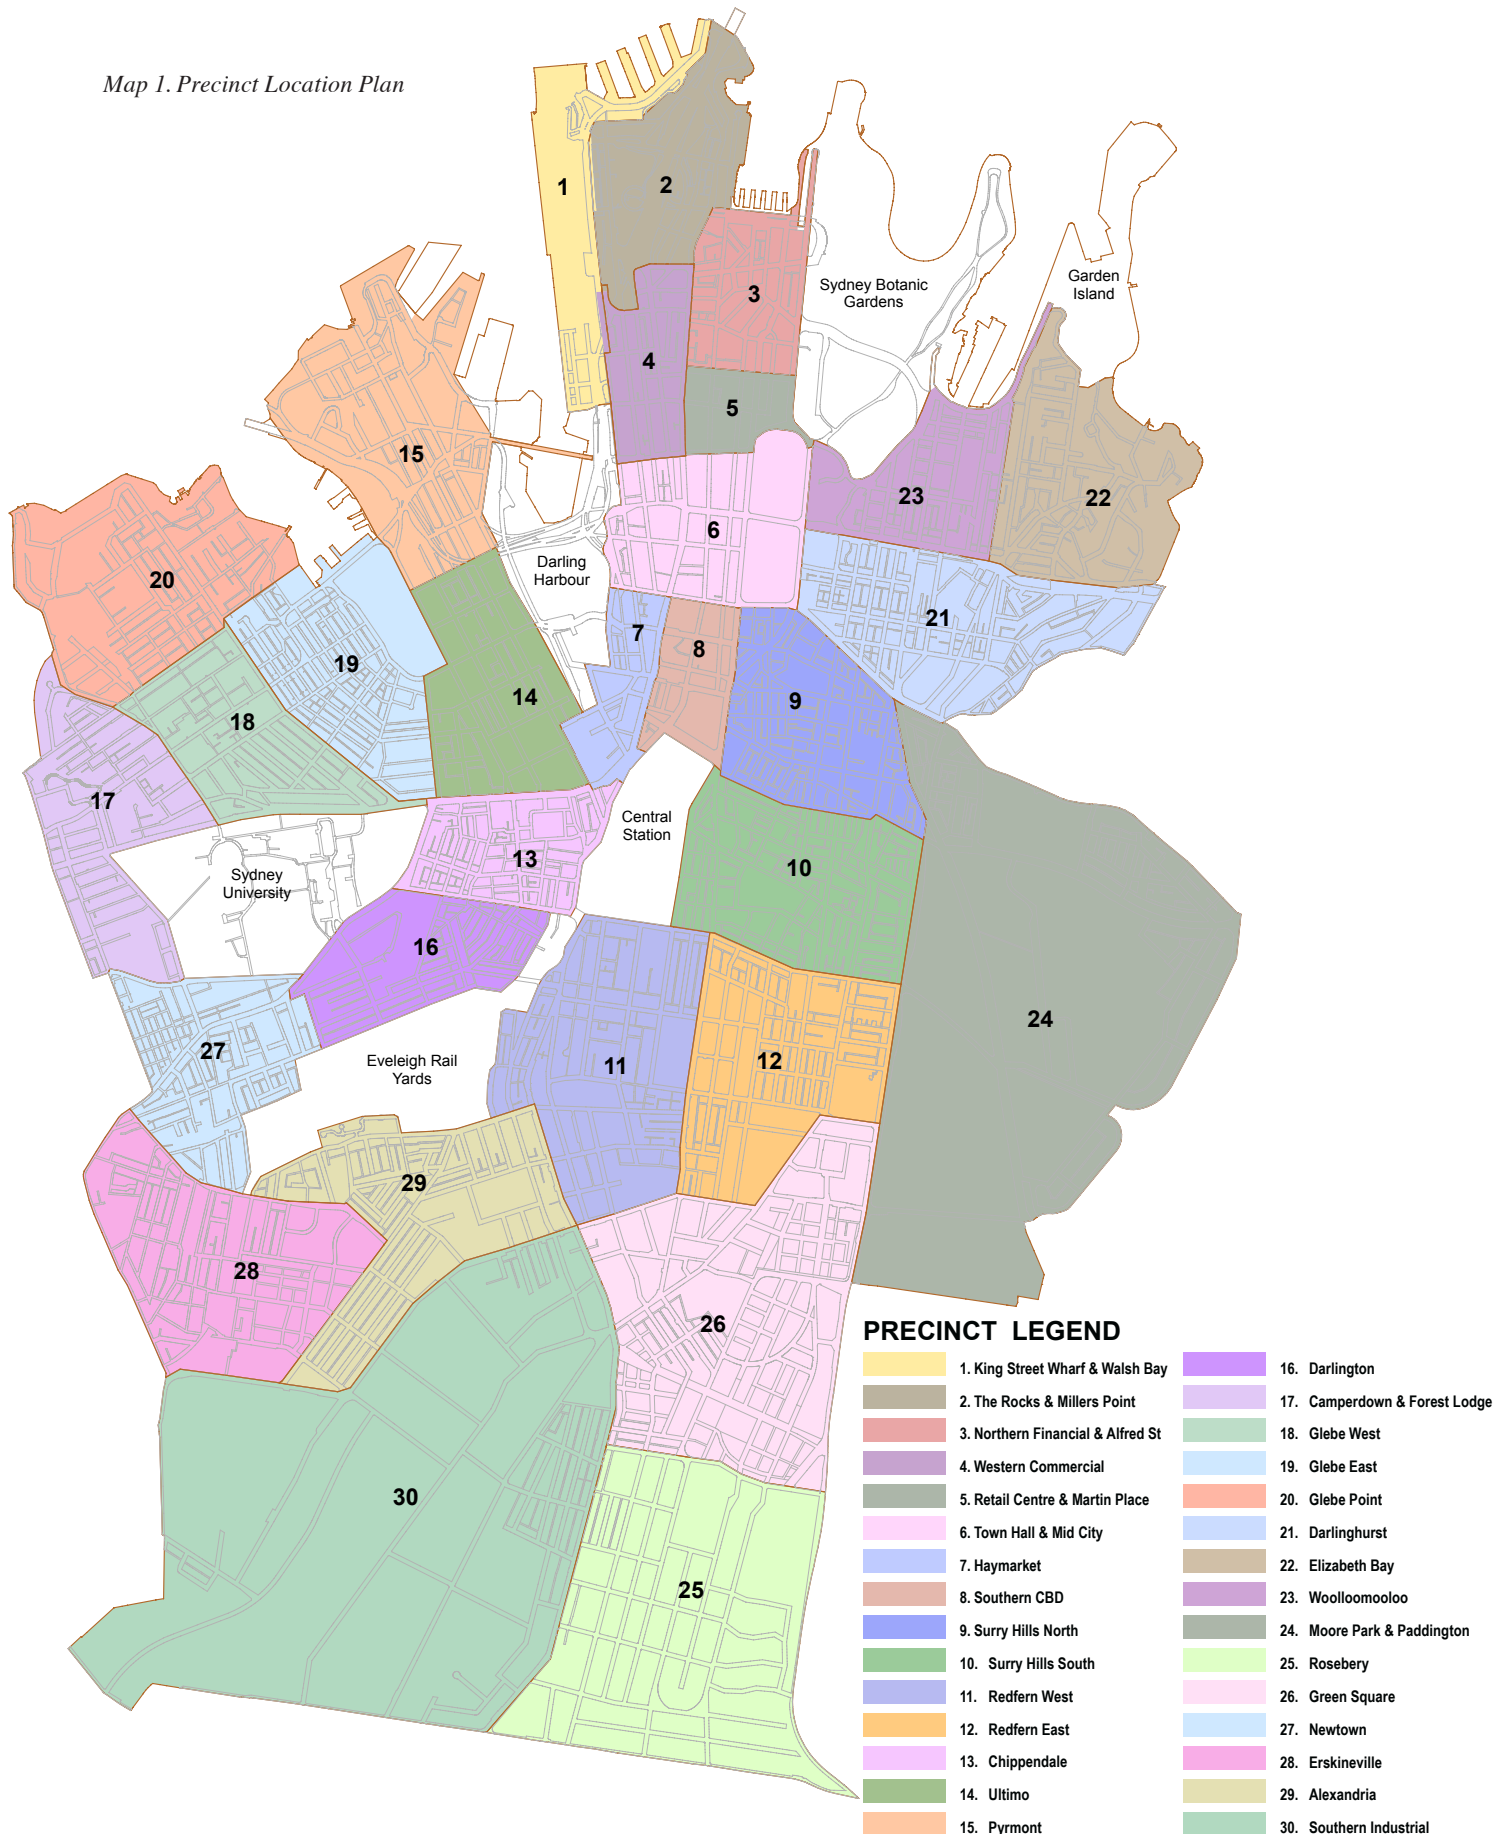 Map 1. Precinct Location Plan
1
2
3
Sydney Botanic
Gardens
Garden
Island
4
5
15
23
22
6
20
Darling
Harbour
21
7
8
19
14
9
18
17
Central
Station
13
10
Sydney
University
16
24
27
Eveleigh Rail
Yards
11
12
29
28
26
30
25
PRECINCT LEGEND
1. King Street Wharf & Walsh Bay
2. The Rocks & Millers Point
3. Northern Financial & Alfred St
4. Western Commercial
5. Retail Centre & Martin Place
6. Town Hall & Mid City
7. Haymarket
8. Southern CBD
9. Surry Hills North
10. Surry Hills South
11. Redfern West
12. Redfern East
13. Chippendale
14. Ultimo
15. Pyrmont
16. Darlington
17. Camperdown & Forest Lodge
18. Glebe West
19. Glebe East
20. Glebe Point
21. Darlinghurst
22. Elizabeth Bay
23. Woolloomooloo
24. Moore Park & Paddington
25. Rosebery
26. Green Square
27. Newtown
28. Erskineville
29. Alexandria
30. Southern Industrial